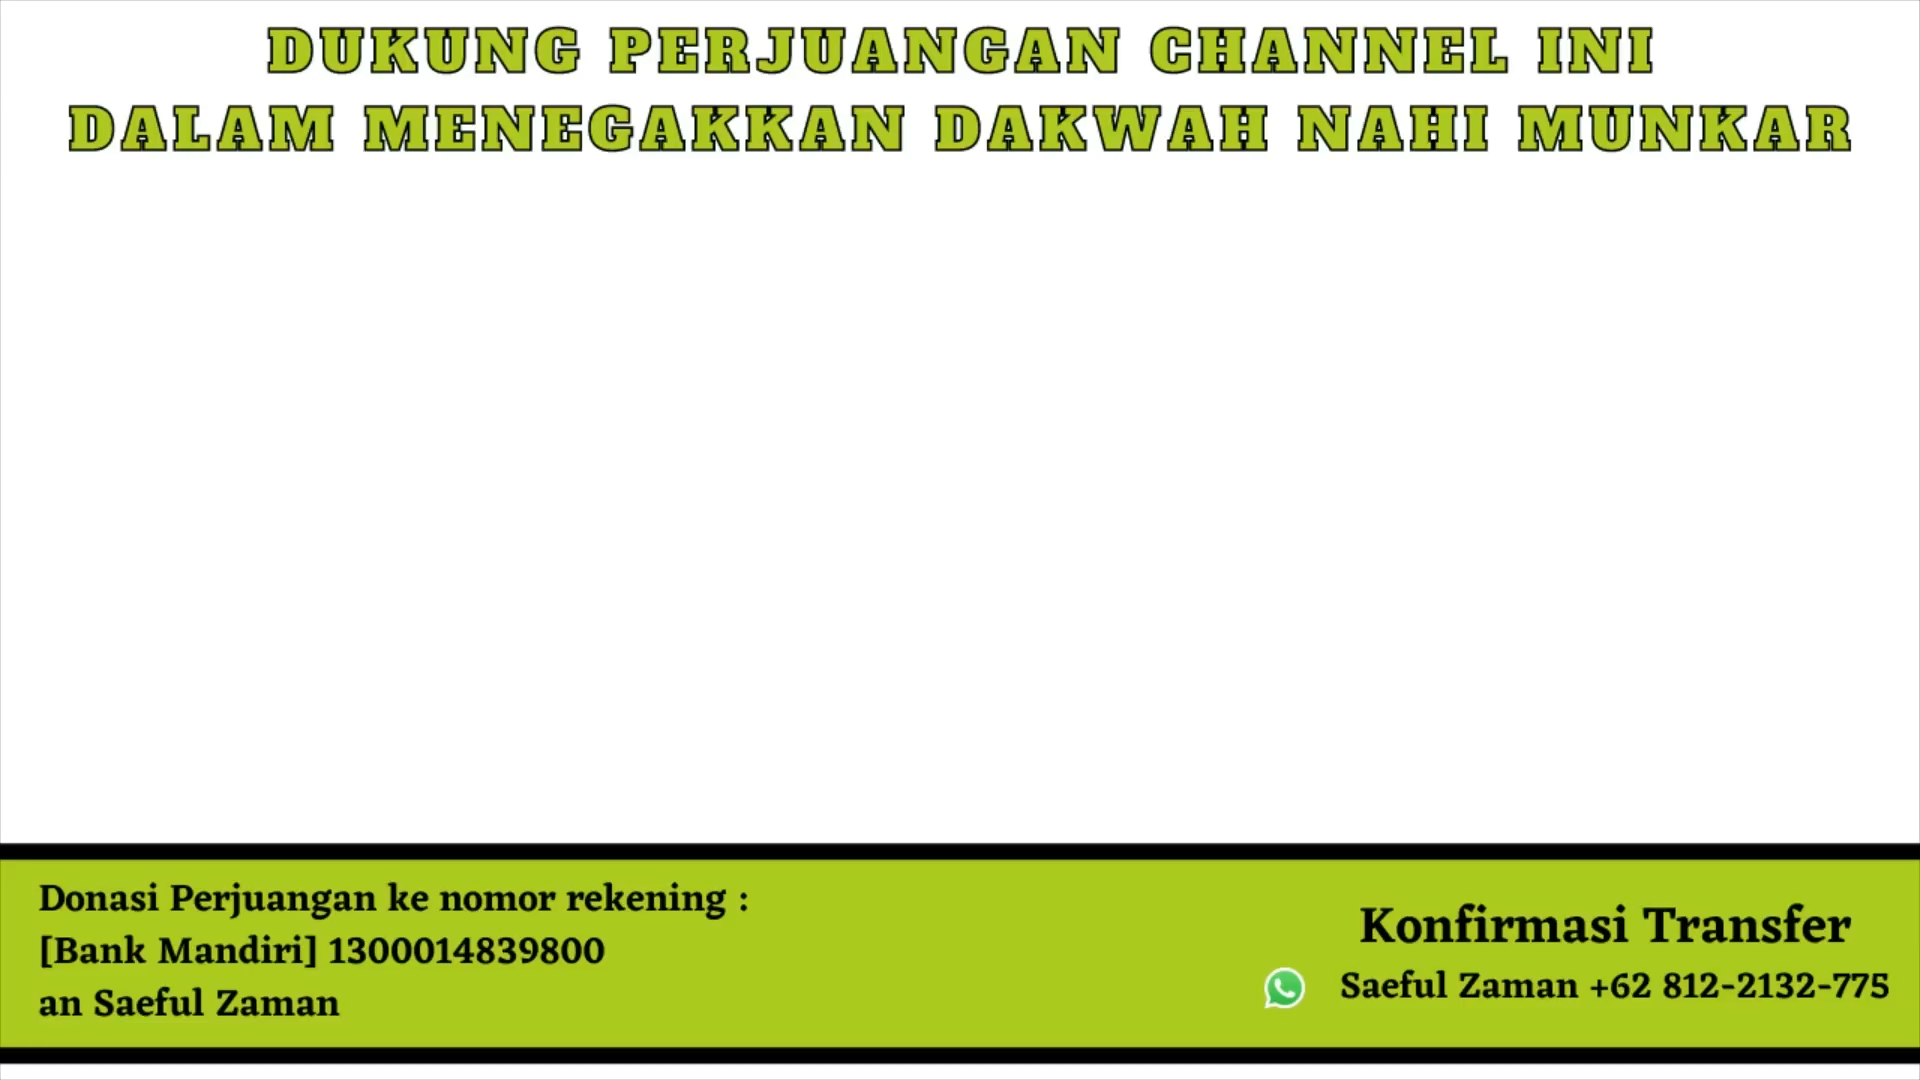 DUKUNG PERJUANGAN CHANNEL INI
DALAM MENEGAKKAN DAKWAH NAHI MUNKAR
Donasi Perjuangan ke nomor rekening :
[Bank Mandiri] 1300014839800
an Saeful Zaman
Konfirmasi Transfer
Saeful Zaman +62 812-2132-775